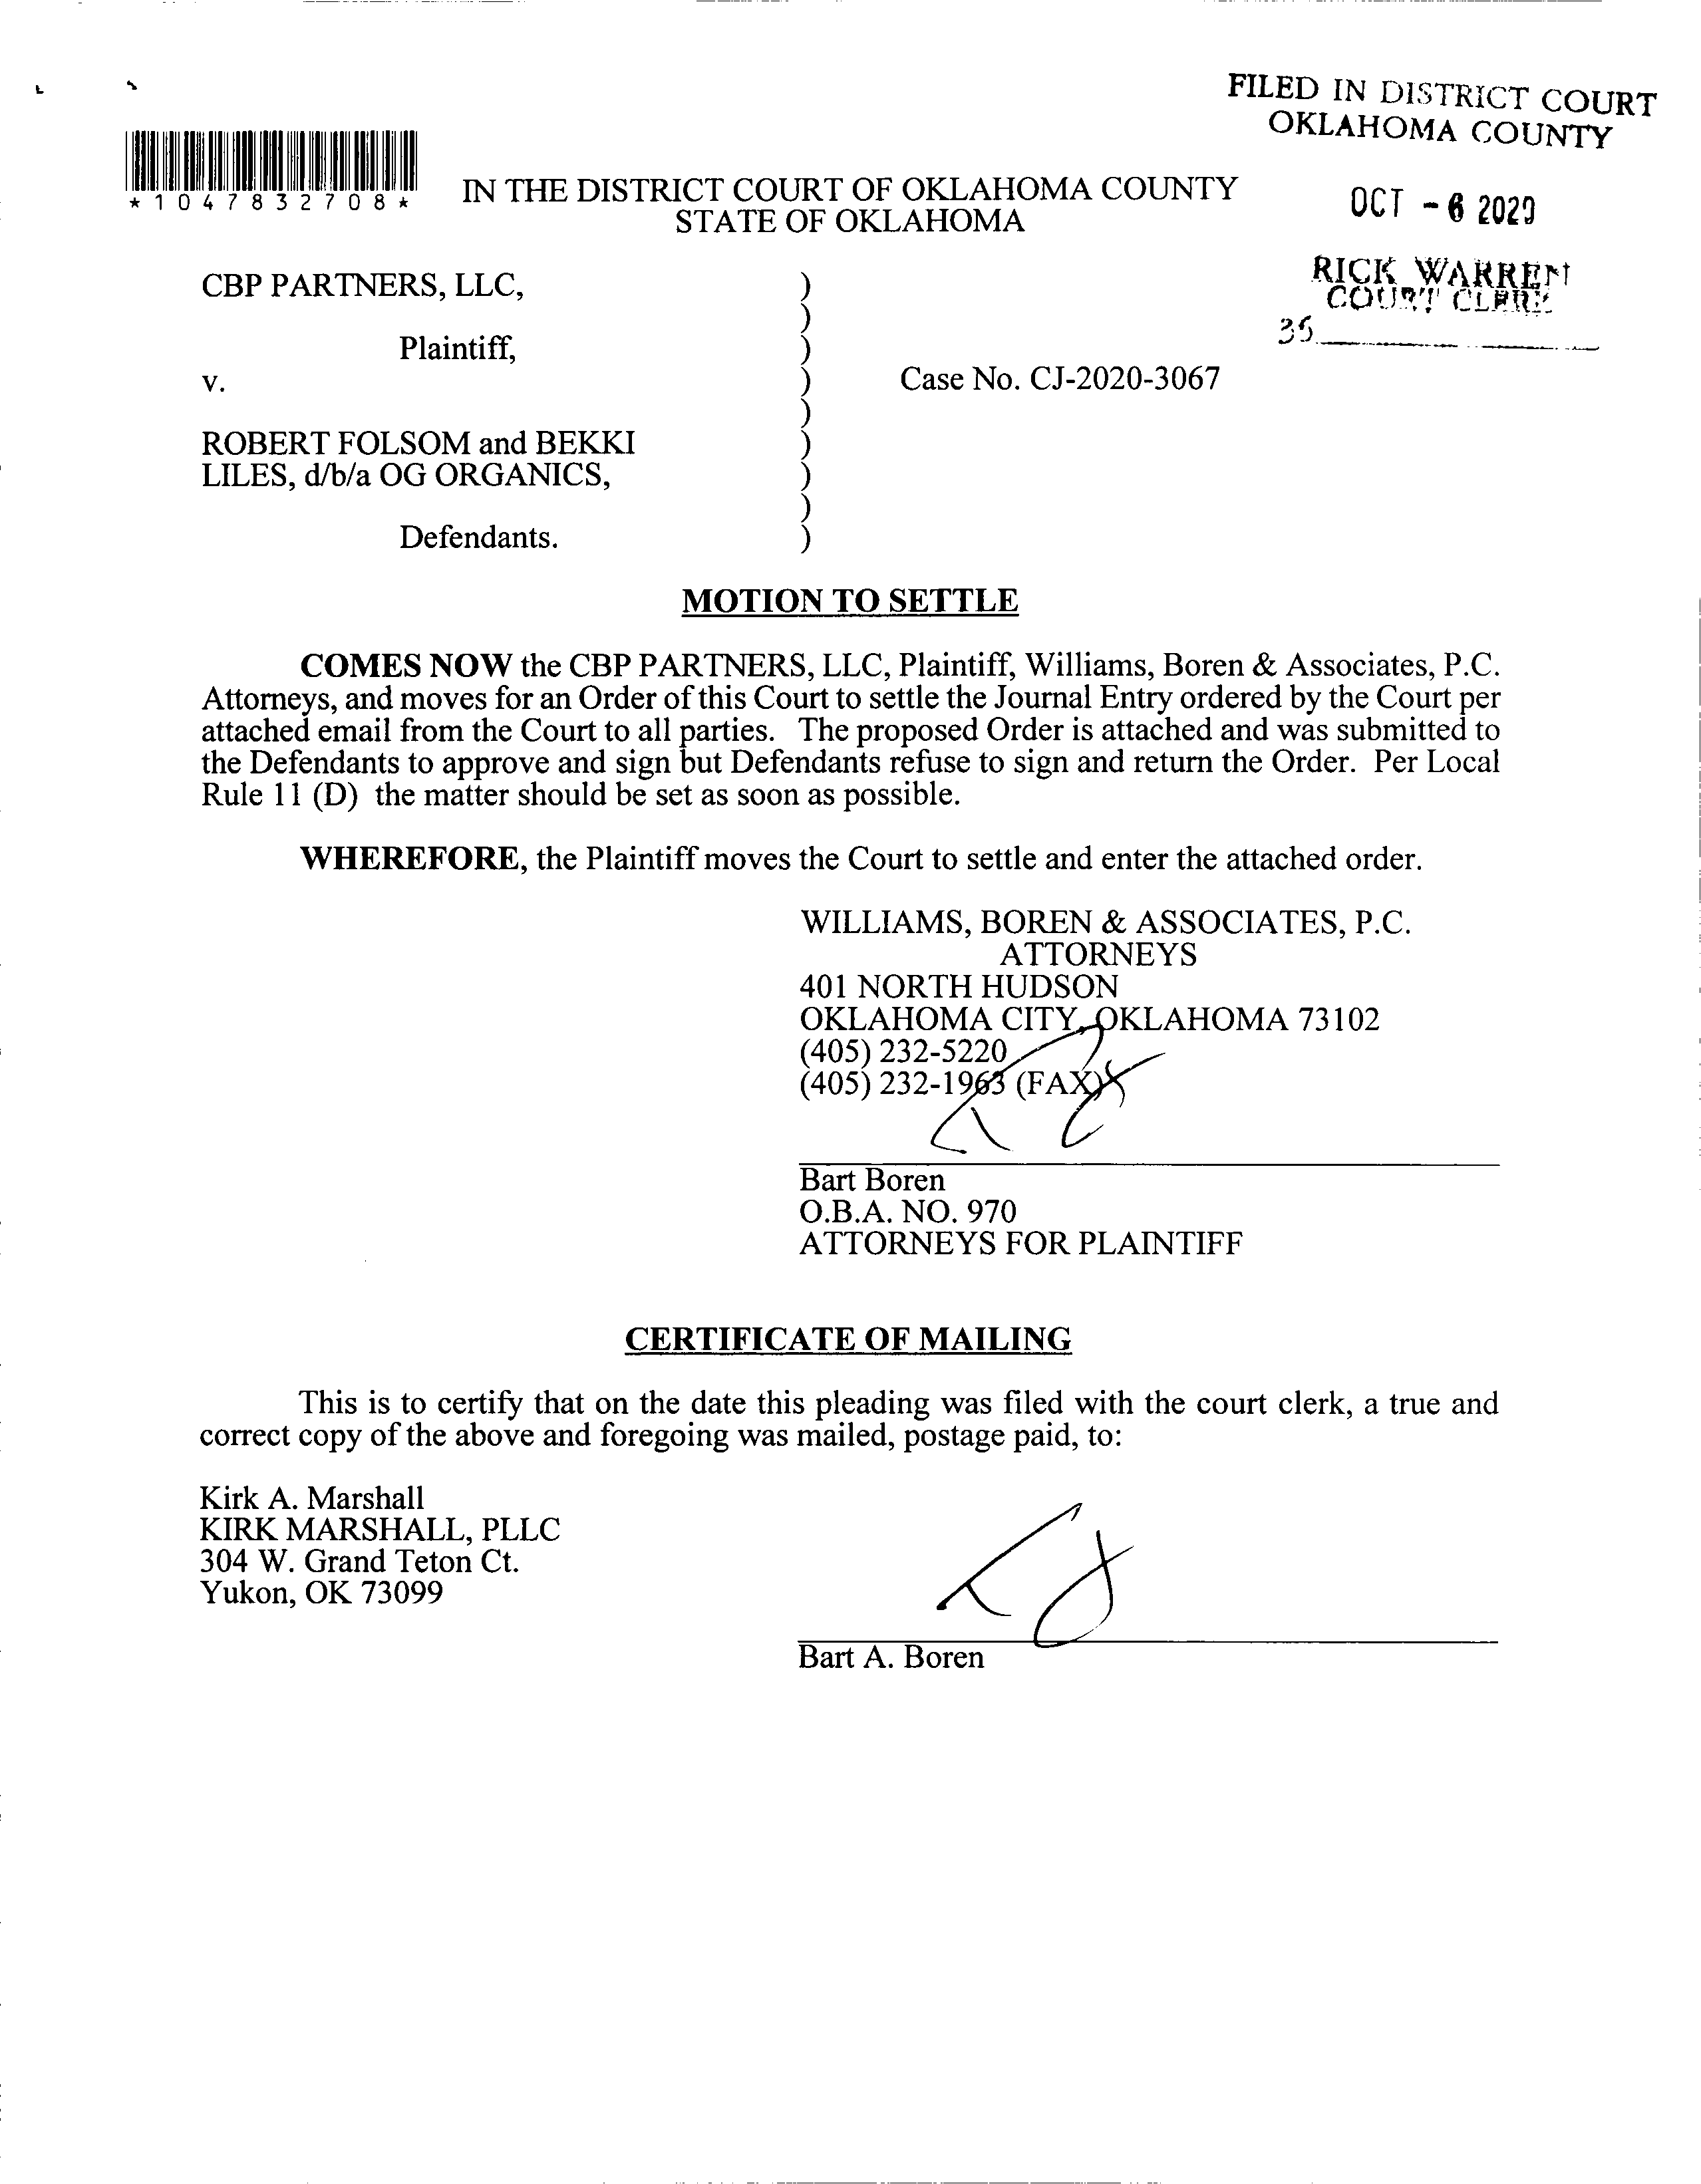 FILED IN DISTRICT COURT
OKLAHOMA COUNTY
OCT - 6 2020
RICK WARREN
COURT CLERK
35
*1047832708*
IN THE DISTRICT COURT OF OKLAHOMA COUNTY
STATE OF OKLAHOMA
CBP PARTNERS, LLC,
Plaintiff,
v.
ROBERT FOLSOM and BEKKI
LILES, d/b/a OG ORGANICS,
Defendants.
)
)
)
)
)
)
)
)
)
Case No. CJ-2020-3067
MOTION TO SETTLE
COMES NOW the CBP PARTNERS, LLC, Plaintiff, Williams, Boren & Associates, P.C.
Attorneys, and moves for an Order of this Court to settle the Journal Entry ordered by the Court per
attached email from the Court to all parties. The proposed Order is attached and was submitted to
the Defendants to approve and sign but Defendants refuse to sign and return the Order. Per Local
Rule 11 (D) the matter should be set as soon as possible.
WHEREFORE, the Plaintiff moves the Court to settle and enter the attached order.
WILLIAMS, BOREN & ASSOCIATES, P.C.
ATTORNEYS
401 NORTH HUDSON
OKLAHOMA CITY, OKLAHOMA 73102
(405) 232-5220
(405) 232-1963 (FAX)
Bart Boren
O.B.A. NO. 970
ATTORNEYS FOR PLAINTIFF
CERTIFICATE OF MAILING
This is to certify that on the date this pleading was filed with the court clerk, a true and
correct copy of the above and foregoing was mailed, postage paid, to:
Kirk A. Marshall
KIRK MARSHALL, PLLC
304 W. Grand Teton Ct.
Yukon, OK 73099
Bart A. Boren